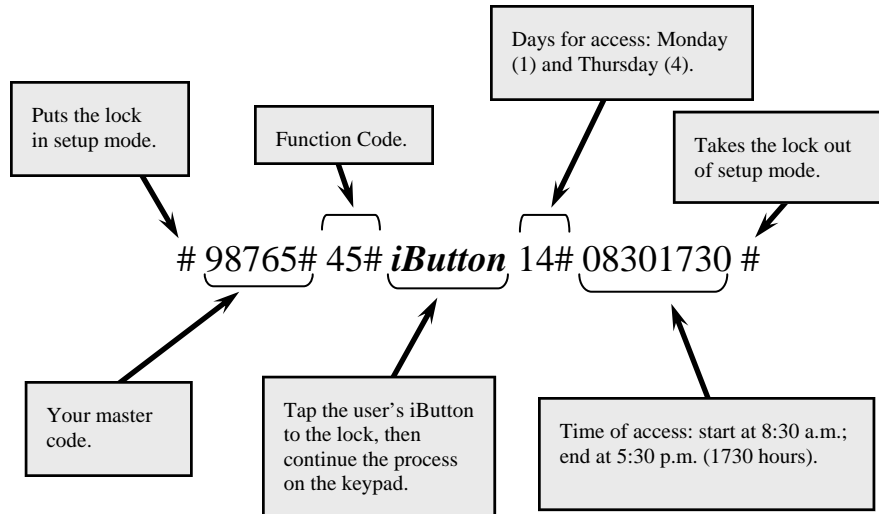 Days for access: Monday
(1) and Thursday (4).
Puts the lock
in setup mode.
Function Code.
Takes the lock out
of setup mode.
# 98765# 45# iButton 14# 08301730 #
Your master
code.
Tap the user's iButton
to the lock, then
continue the process
on the keypad.
Time of access: start at 8:30 a.m.;
end at 5:30 p.m. (1730 hours).